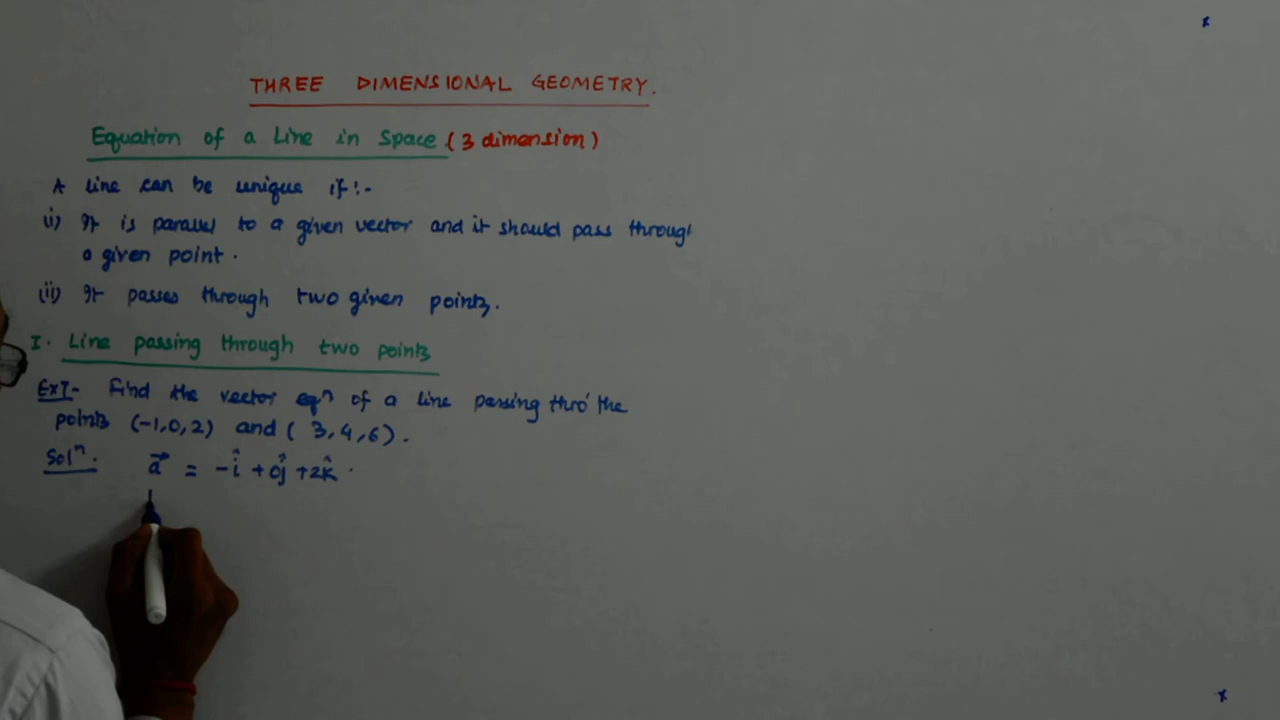 THREE DIMENSIONAL GEOMETRY.
Equation of a Line in Space (3 dimension)
A line can be unique if:-
(i) It is parallel to a given vector and it should pass through
a given point.
(ii) It passes through two given points.
I. Line passing through two points
Ex:- Find the vector eqⁿ of a line passing thro' the
points (-1,0,2) and (3,4,6).
Solⁿ. a⃗ = -î + 0ĵ + 2k̂.